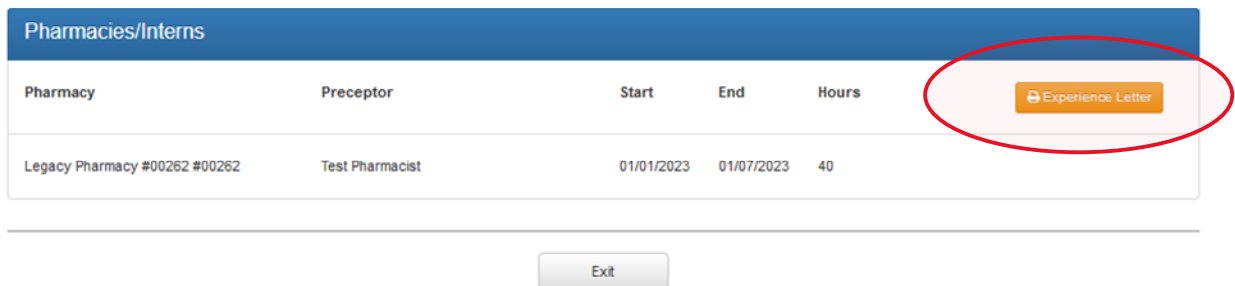 Pharmacies/Interns
Pharmacy Preceptor Start End Hours Experience Letter
Legacy Pharmacy #00262 #00262 Test Pharmacist 01/01/2023 01/07/2023 40
Exit